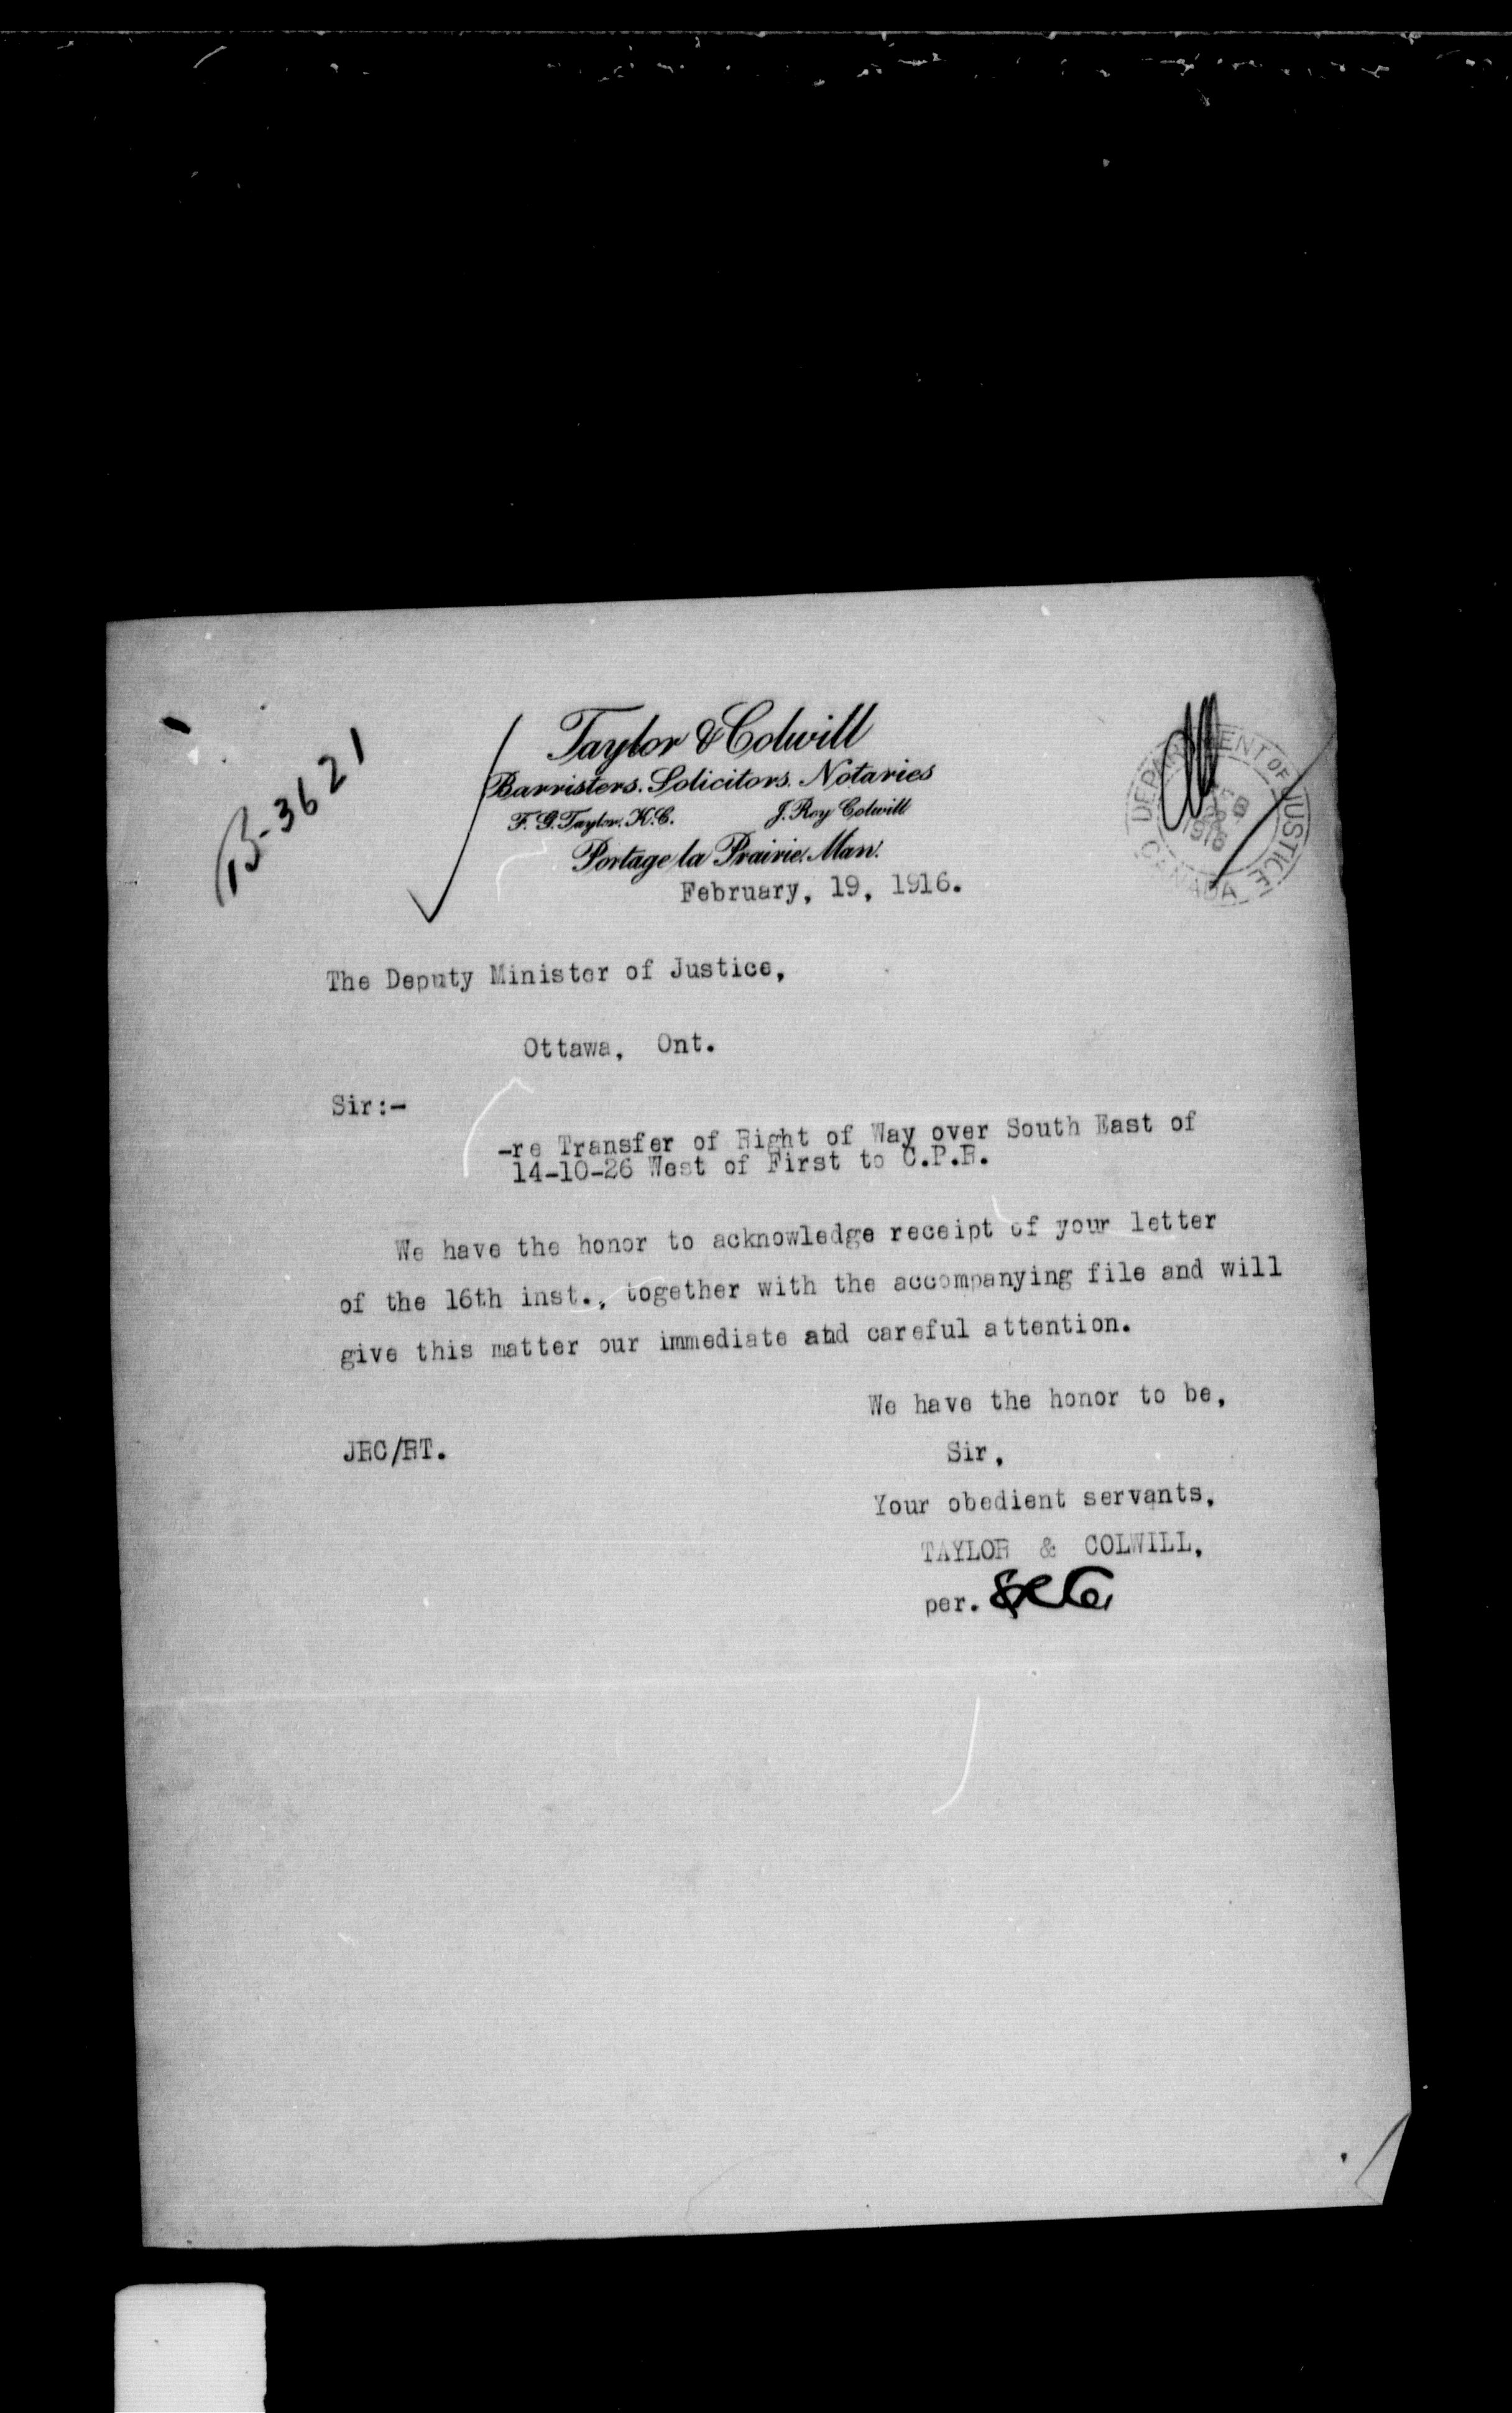 B-3621
Taylor & Colwill
Barristers. Solicitors. Notaries
F. G. Taylor. K.C. J. Roy Colwill
Portage la Prairie. Man.
DEPARTMENT OF JUSTICE
FEB
1916
CANADA
February, 19, 1916.
The Deputy Minister of Justice,
Ottawa, Ont.
Sir:-
-re Transfer of Right of Way over South East of
14-10-26 West of First to C.P.R.
We have the honor to acknowledge receipt of your letter
of the 16th inst., together with the accompanying file and will
give this matter our immediate and careful attention.
We have the honor to be,
JRC/RT.
Sir,
Your obedient servants,
TAYLOR & COLWILL,
per.